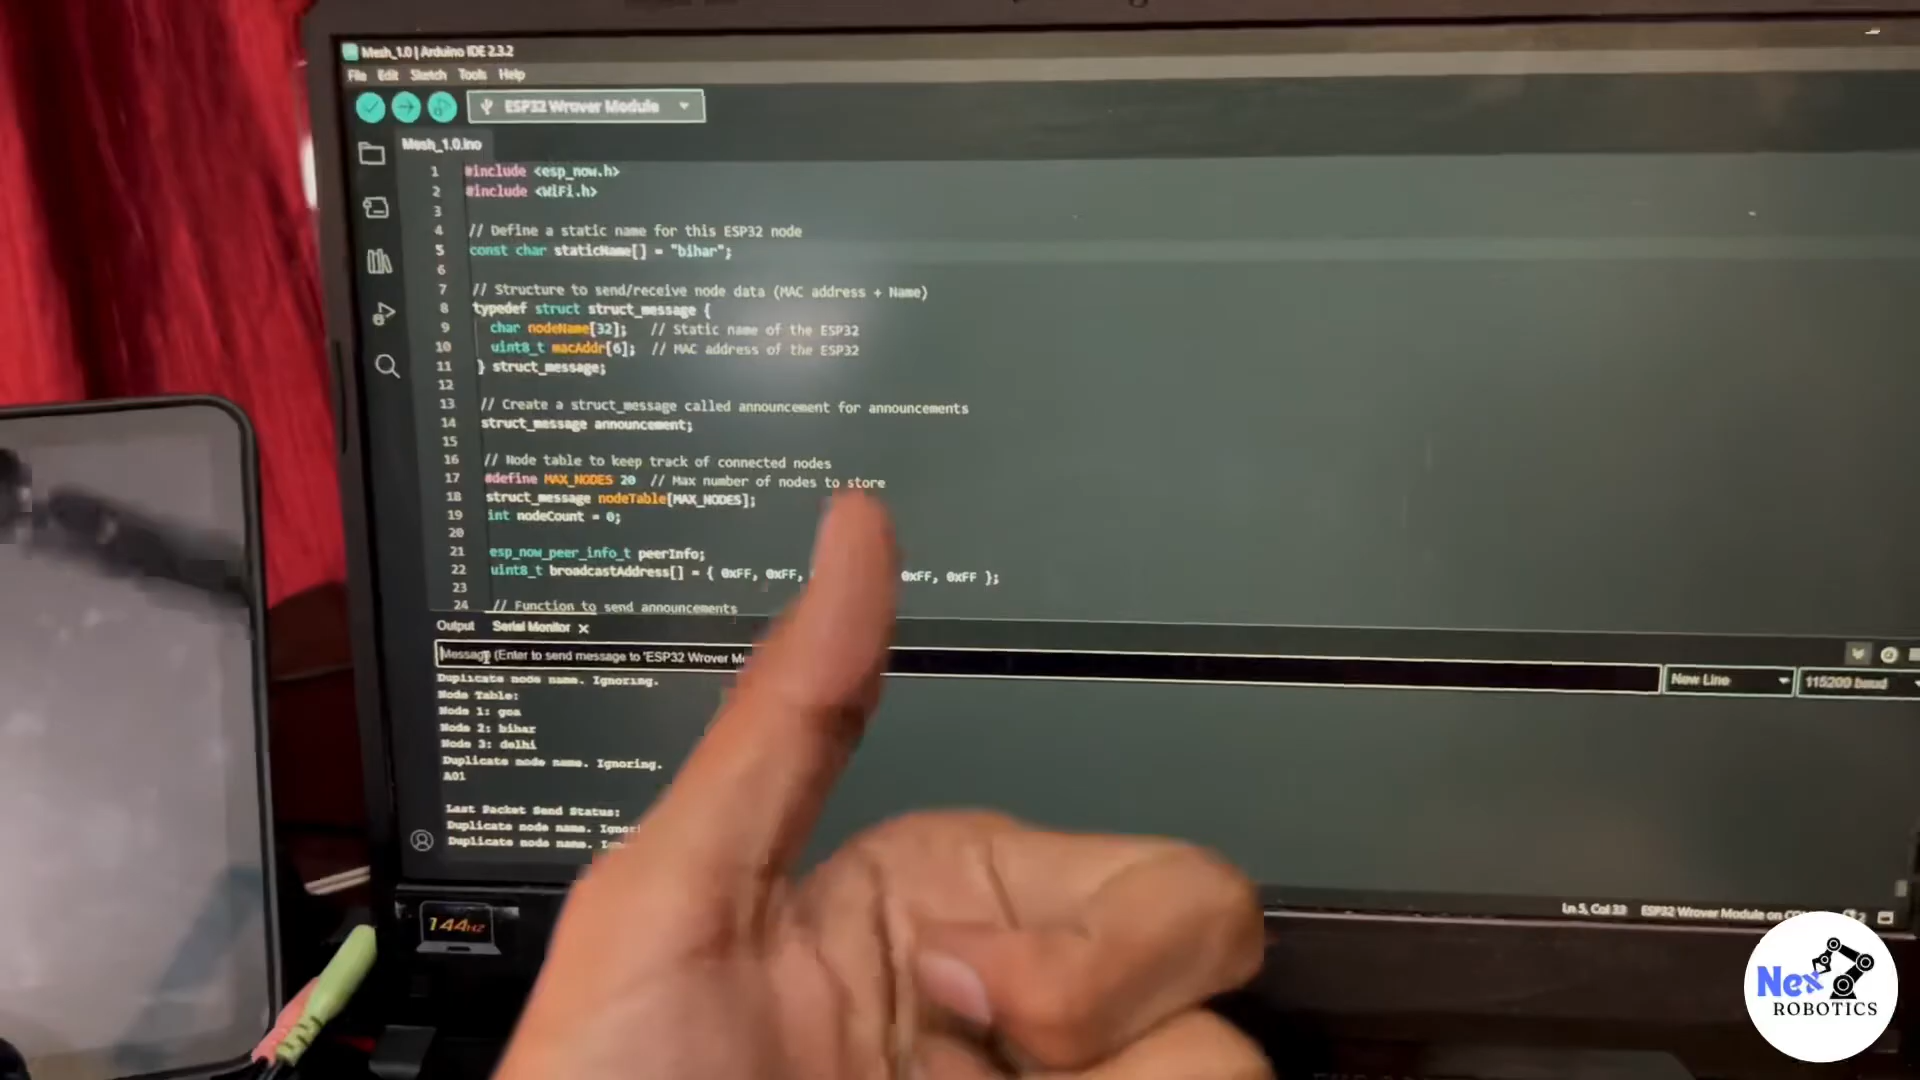 Mesh_1.0 | Arduino IDE 2.3.2
File Edit Sketch Tools Help
ESP32 Wrover Module
Mesh_1.0.ino
1 #include <esp_now.h>
2 #include <WiFi.h>
3
4 // Define a static name for this ESP32 node
5 const char staticName[] = "bihar";
6
7 // Structure to send/receive node data (MAC address + Name)
8 typedef struct struct_message {
9 char nodeName[32]; // Static name of the ESP32
10 uint8_t macAddr[6]; // MAC address of the ESP32
11 } struct_message;
12
13 // Create a struct_message called announcement for announcements
14 struct_message announcement;
15
16 // Node table to keep track of connected nodes
17 #define MAX_NODES 20 // Max number of nodes to store
18 struct_message nodeTable[MAX_NODES];
19 int nodeCount = 0;
20
21 esp_now_peer_info_t peerInfo;
22 uint8_t broadcastAddress[] = { 0xFF, 0xFF, 0xFF, 0xFF };
23
24 // Function to send announcements
Output Serial Monitor
Message (Enter to send message to 'ESP32 Wrover
New Line 115200 baud
Duplicate node name. Ignoring.
Node Table:
Node 1: goa
Node 2: bihar
Node 3: delhi
Duplicate node name. Ignoring.
A01
Last Packet Send Status:
Duplicate node name.
Duplicate node name.
Ln 5, Col 33 ESP32 Wrover Module on
144Hz
Nex
ROBOTICS